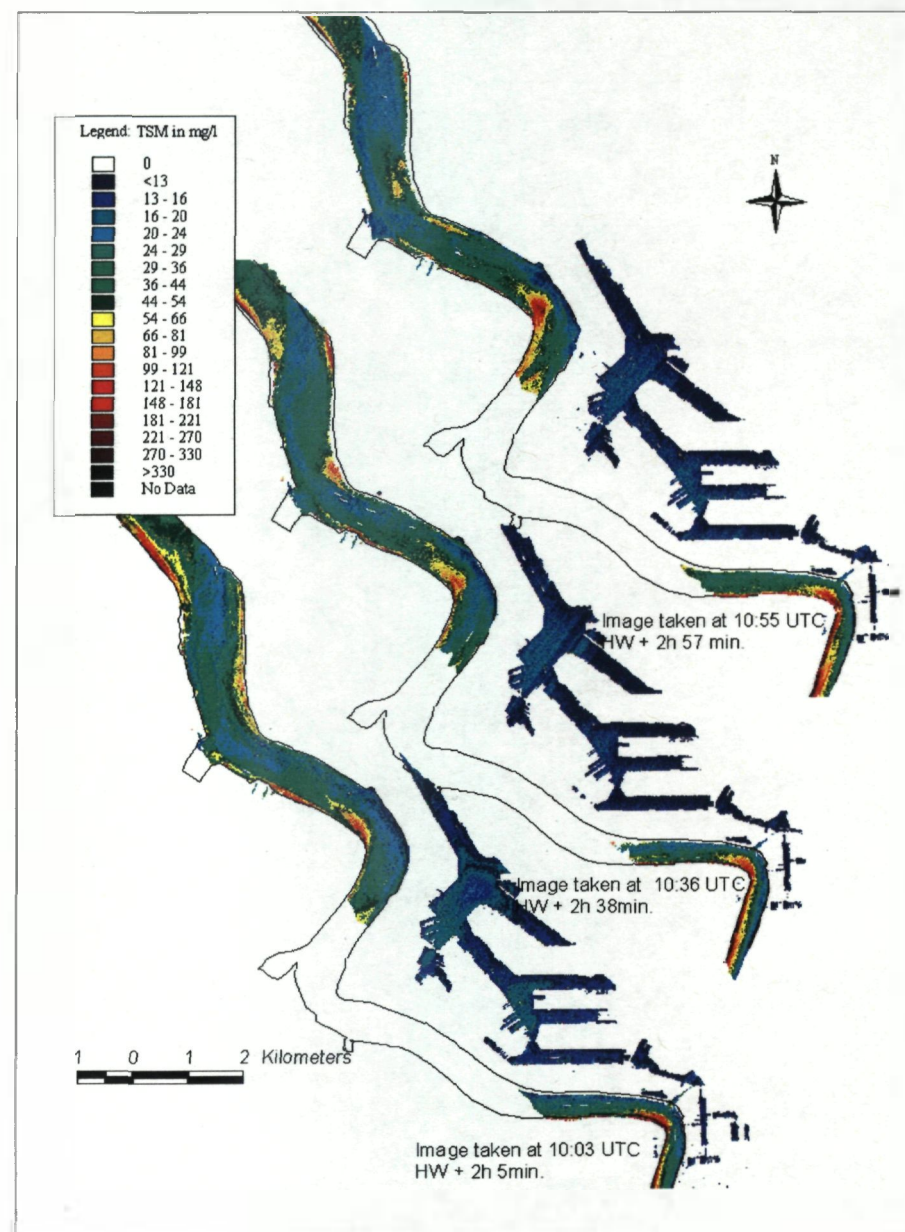 Legend: TSM in mg/l
0
<13
13 - 16
16 - 20
20 - 24
24 - 29
29 - 36
36 - 44
44 - 54
54 - 66
66 - 81
81 - 99
99 - 121
121 - 148
148 - 181
181 - 221
221 - 270
270 - 330
>330
No Data
N
Image taken at 10:55 UTC
HW + 2h 57 min.
Image taken at 10:36 UTC
HW + 2h 38min.
1 0 1 2 Kilometers
Image taken at 10:03 UTC
HW + 2h 5min.